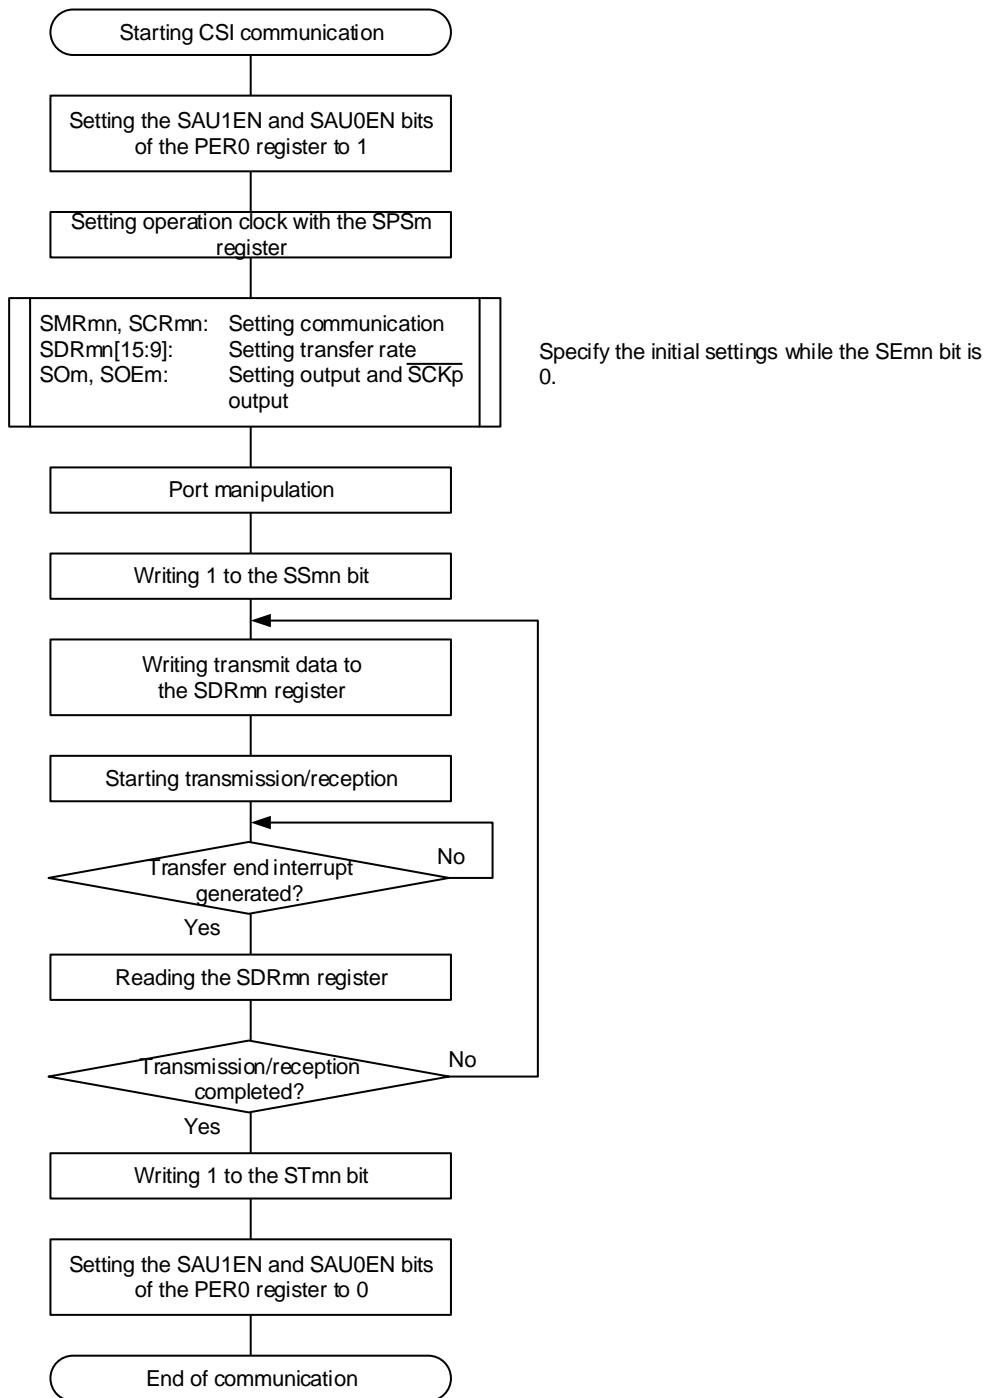 Starting CSI communication
Setting the SAU1EN and SAU0EN bits
of the PER0 register to 1
Setting operation clock with the SPSm
register
SMRmn, SCRmn: Setting communication
SDRmn[15:9]: Setting transfer rate
SOm, SOEm: Setting output and S̅C̅K̅p̅
output
Specify the initial settings while the SEmn bit is
0.
Port manipulation
Writing 1 to the SSmn bit
Writing transmit data to
the SDRmn register
Starting transmission/reception
Transfer end interrupt
generated?
No
Yes
Reading the SDRmn register
Transmission/reception
completed?
No
Yes
Writing 1 to the STmn bit
Setting the SAU1EN and SAU0EN bits
of the PER0 register to 0
End of communication